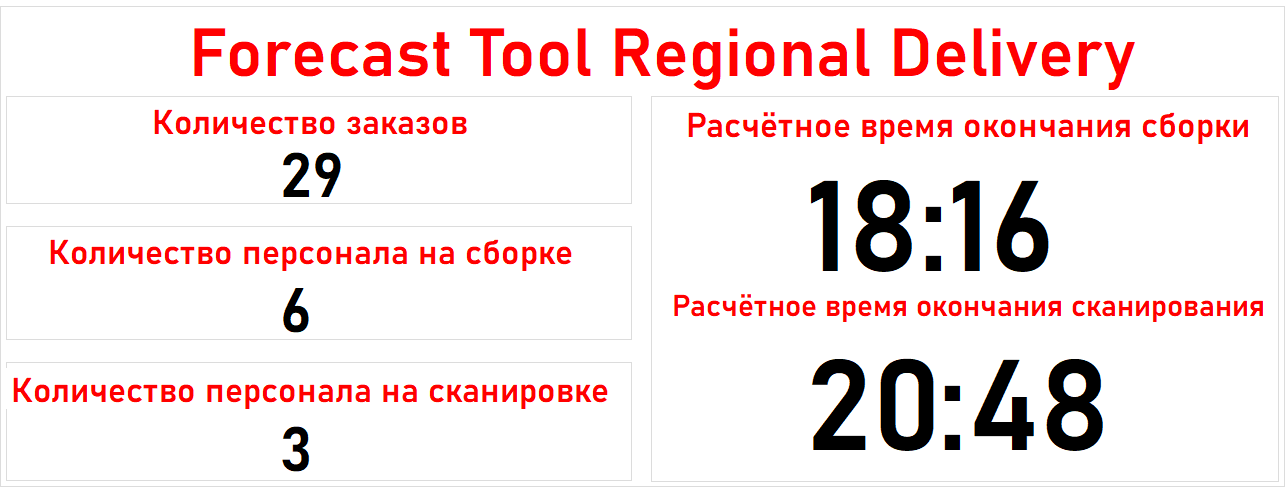 Forecast Tool Regional Delivery
Количество заказов
29
Количество персонала на сборке
6
Количество персонала на сканировке
3
Расчётное время окончания сборки
18:16
Расчётное время окончания сканирования
20:48